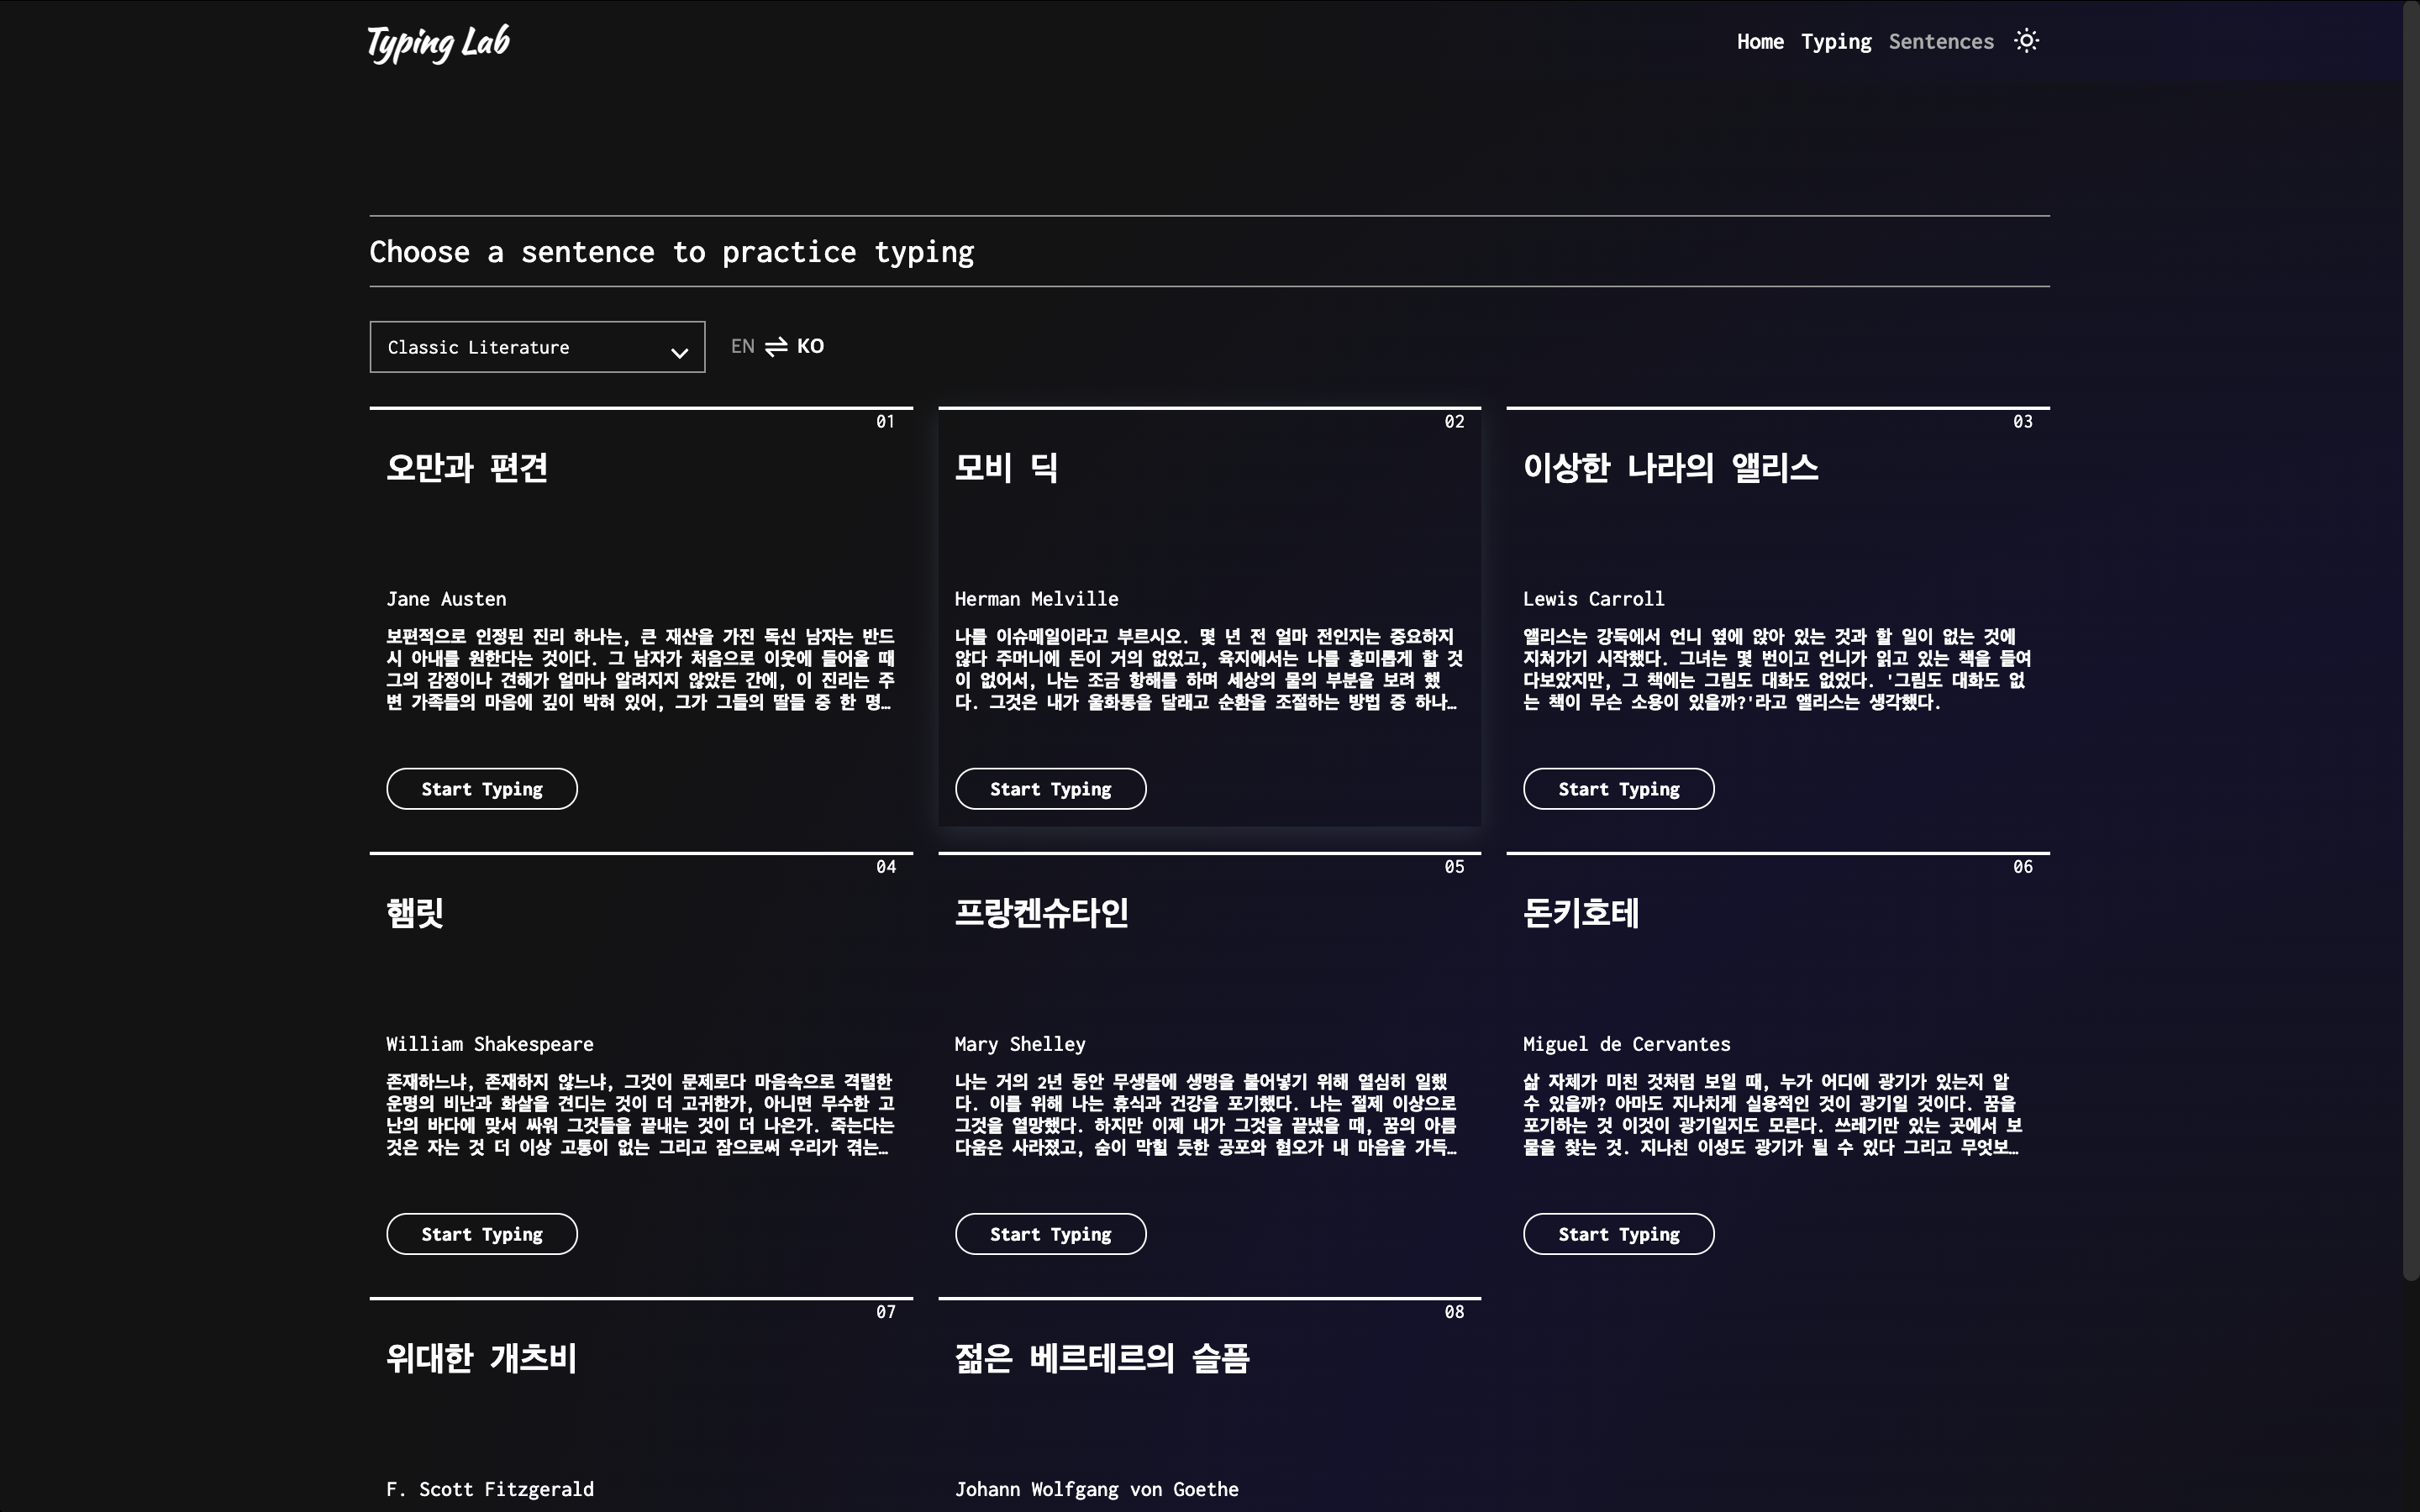 Typing Lab
Home Typing Sentences
Choose a sentence to practice typing
Classic Literature
EN KO
01
오만과 편견
Jane Austen
보편적으로 인정된 진리 하나는, 큰 재산을 가진 독신 남자는 반드
시 아내를 원한다는 것이다. 그 남자가 처음으로 이웃에 들어올 때
그의 감정이나 견해가 얼마나 알려지지 않았든 간에, 이 진리는 주
변 가족들의 마음에 깊이 박혀 있어, 그가 그들의 딸들 중 한 명…
Start Typing
02
모비 딕
Herman Melville
나를 이슈메일이라고 부르시오. 몇 년 전 얼마 전인지는 중요하지
않다 주머니에 돈이 거의 없었고, 육지에서는 나를 흥미롭게 할 것
이 없어서, 나는 조금 항해를 하며 세상의 물의 부분을 보려 했
다. 그것은 내가 울화통을 달래고 순환을 조절하는 방법 중 하나…
Start Typing
03
이상한 나라의 앨리스
Lewis Carroll
앨리스는 강둑에서 언니 옆에 앉아 있는 것과 할 일이 없는 것에
지쳐가기 시작했다. 그녀는 몇 번이고 언니가 읽고 있는 책을 들여
다보았지만, 그 책에는 그림도 대화도 없었다. '그림도 대화도 없
는 책이 무슨 소용이 있을까?'라고 앨리스는 생각했다.
Start Typing
04
햄릿
William Shakespeare
존재하느냐, 존재하지 않느냐, 그것이 문제로다 마음속으로 격렬한
운명의 비난과 화살을 견디는 것이 더 고귀한가, 아니면 무수한 고
난의 바다에 맞서 싸워 그것들을 끝내는 것이 더 나은가. 죽는다는
것은 자는 것 더 이상 고통이 없는 그리고 잠으로써 우리가 겪는…
Start Typing
05
프랑켄슈타인
Mary Shelley
나는 거의 2년 동안 무생물에 생명을 불어넣기 위해 열심히 일했
다. 이를 위해 나는 휴식과 건강을 포기했다. 나는 절제 이상으로
그것을 열망했다. 하지만 이제 내가 그것을 끝냈을 때, 꿈의 아름
다움은 사라졌고, 숨이 막힐 듯한 공포와 혐오가 내 마음을 가득…
Start Typing
06
돈키호테
Miguel de Cervantes
삶 자체가 미친 것처럼 보일 때, 누가 어디에 광기가 있는지 알
수 있을까? 아마도 지나치게 실용적인 것이 광기일 것이다. 꿈을
포기하는 것 이것이 광기일지도 모른다. 쓰레기만 있는 곳에서 보
물을 찾는 것. 지나친 이성도 광기가 될 수 있다 그리고 무엇보…
Start Typing
07
위대한 개츠비
F. Scott Fitzgerald
08
젊은 베르테르의 슬픔
Johann Wolfgang von Goethe